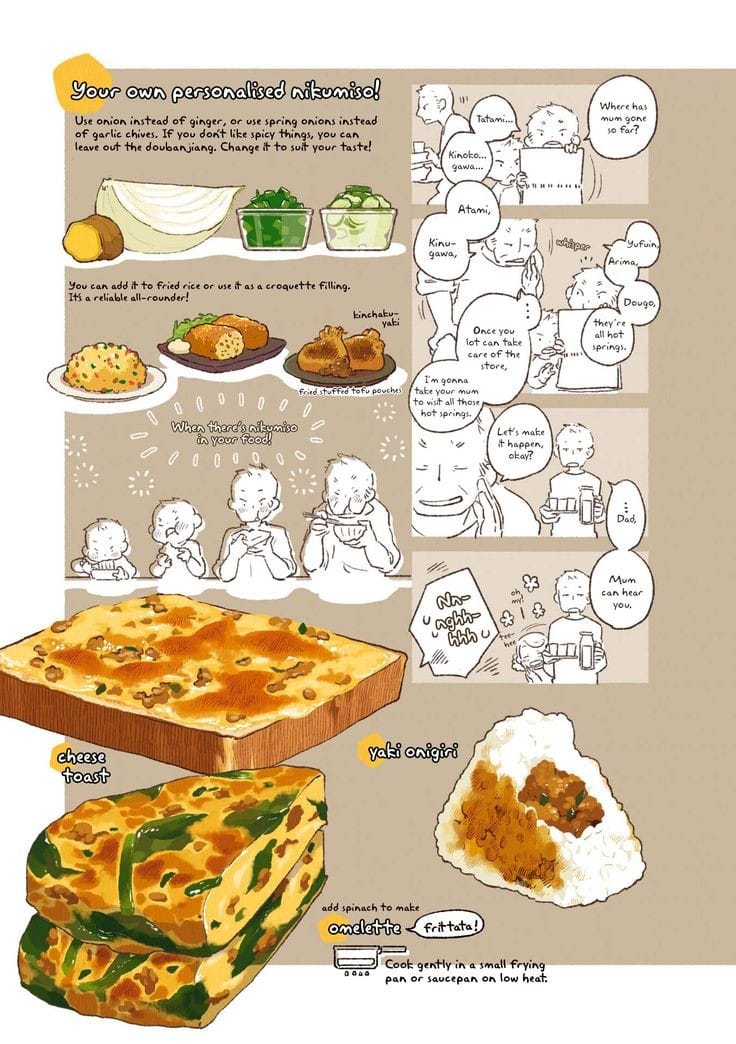 Your own personalised nikumiso!
Use onion instead of ginger, or use spring onions instead
of garlic chives. If you don't like spicy things, you can
leave out the doubanjiang. Change it to suit your taste!
You can add it to fried rice or use it as a croquette filling.
It's a reliable all-rounder!
kinchaku-
yaki
fried stuffed tofu pouches
When there's nikumiso
in your food!
Where has
mum gone
so far?
Tatami...
Kinoko...
gawa...
Atami,
Kinu-
gawa,
whisper
Yufuin,
Arima,
Dougo,
they're
all hot
springs.
Once you
lot can take
care of the
store,
I'm gonna
take your mum
to visit all those
hot springs.
Let's make
it happen,
okay?
...
Dad,
Mum
can hear
you.
Nn-
nghh-
hhh
oh
my!
tee-
hee
cheese
toast
yaki onigiri
add spinach to make
omelette
frittata!
Cook gently in a small frying
pan or saucepan on low heat.